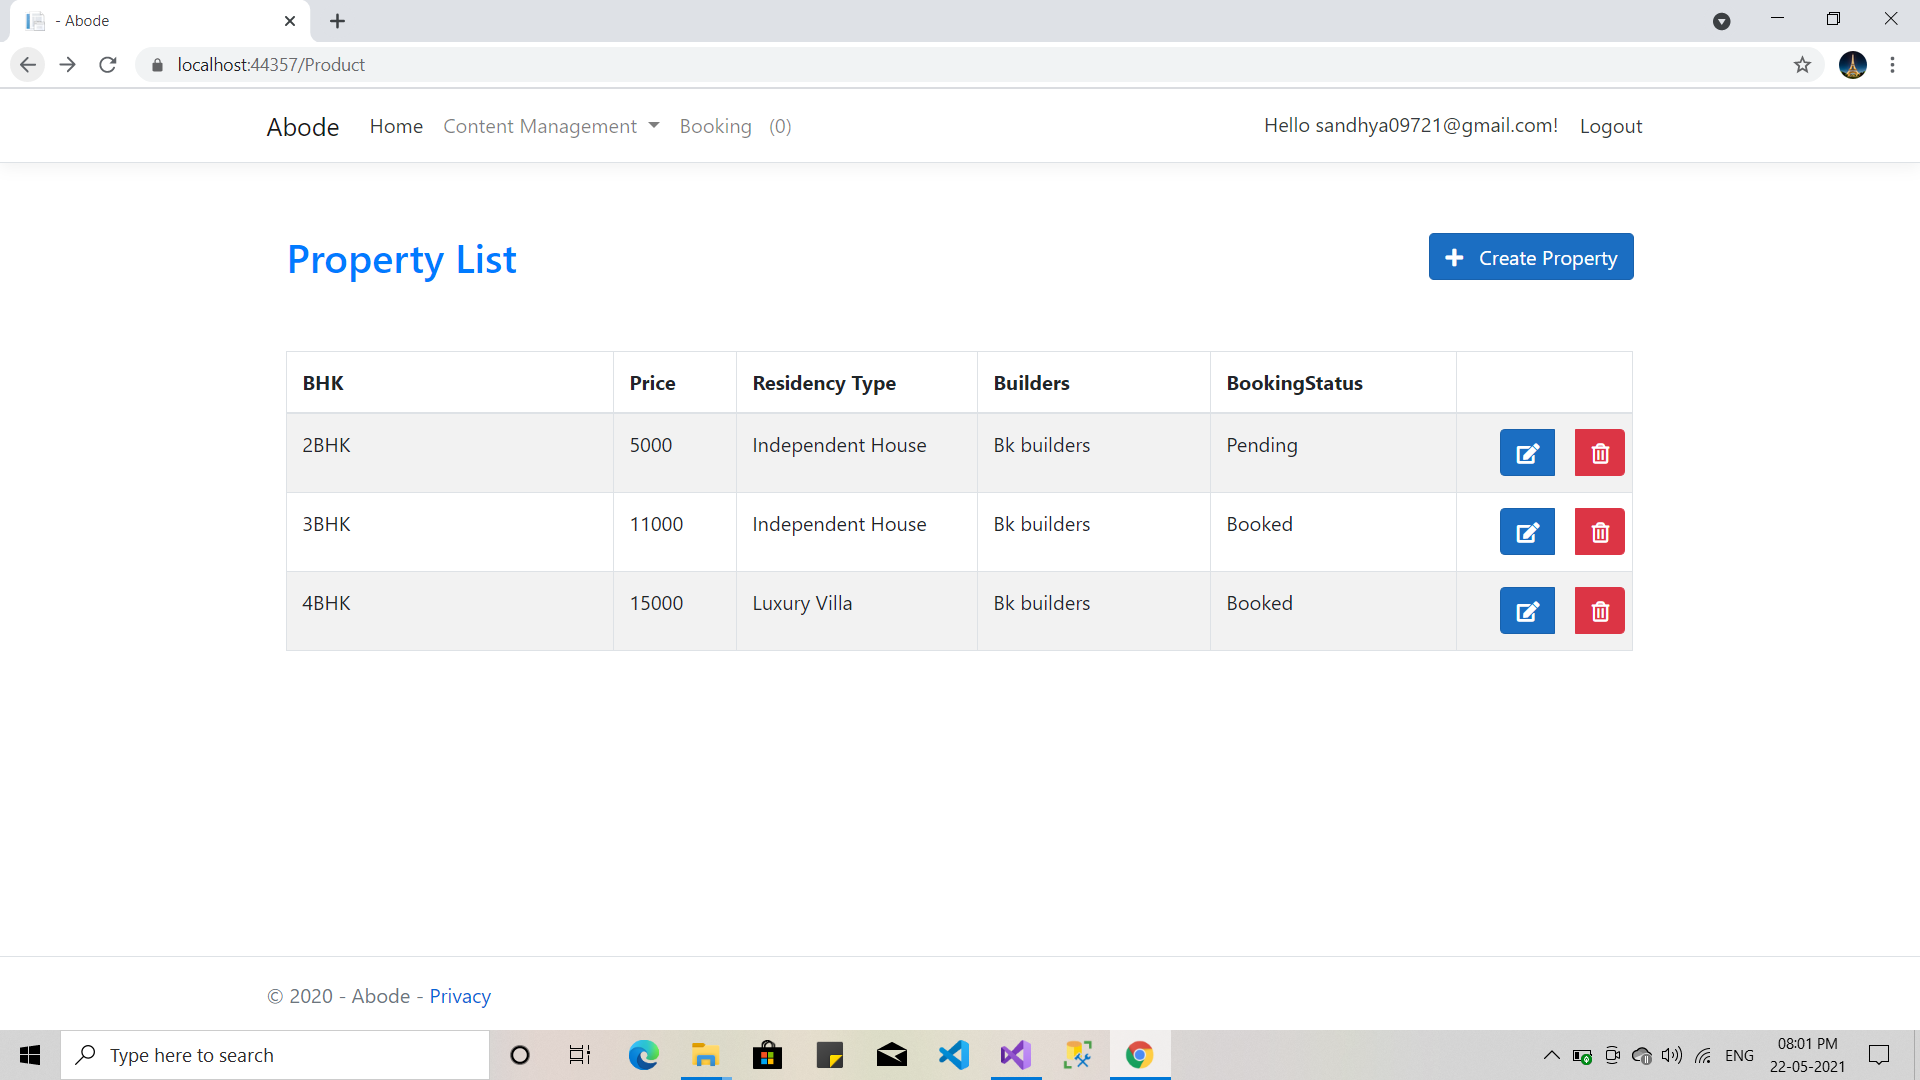 - Abode
localhost:44357/Product
Abode Home Content Management Booking (0) Hello sandhya09721@gmail.com! Logout
Property List
Create Property
BHK Price Residency Type Builders BookingStatus
2BHK 5000 Independent House Bk builders Pending
3BHK 11000 Independent House Bk builders Booked
4BHK 15000 Luxury Villa Bk builders Booked
© 2020 - Abode - Privacy
Type here to search
ENG
08:01 PM
22-05-2021